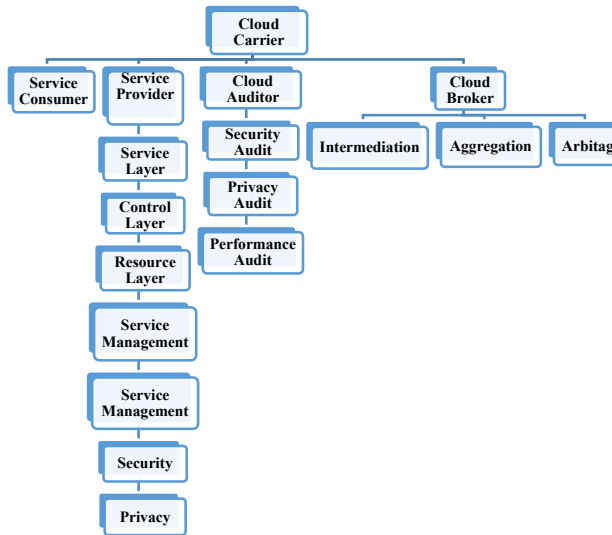 Cloud
Carrier
Service
Consumer
Service
Provider
Cloud
Auditor
Cloud
Broker
Service
Layer
Control
Layer
Resource
Layer
Service
Management
Service
Management
Security
Privacy
Security
Audit
Privacy
Audit
Performance
Audit
Intermediation
Aggregation
Arbitag